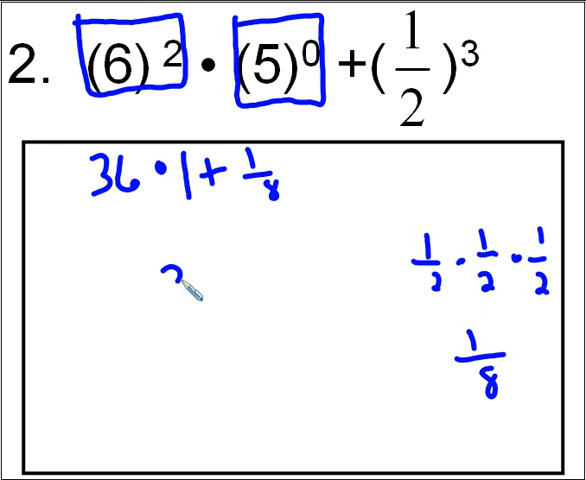 2. (6)² • (5)⁰ + (1/2)³
36 • 1 + 1/8
1/2 • 1/2 • 1/2
1/8